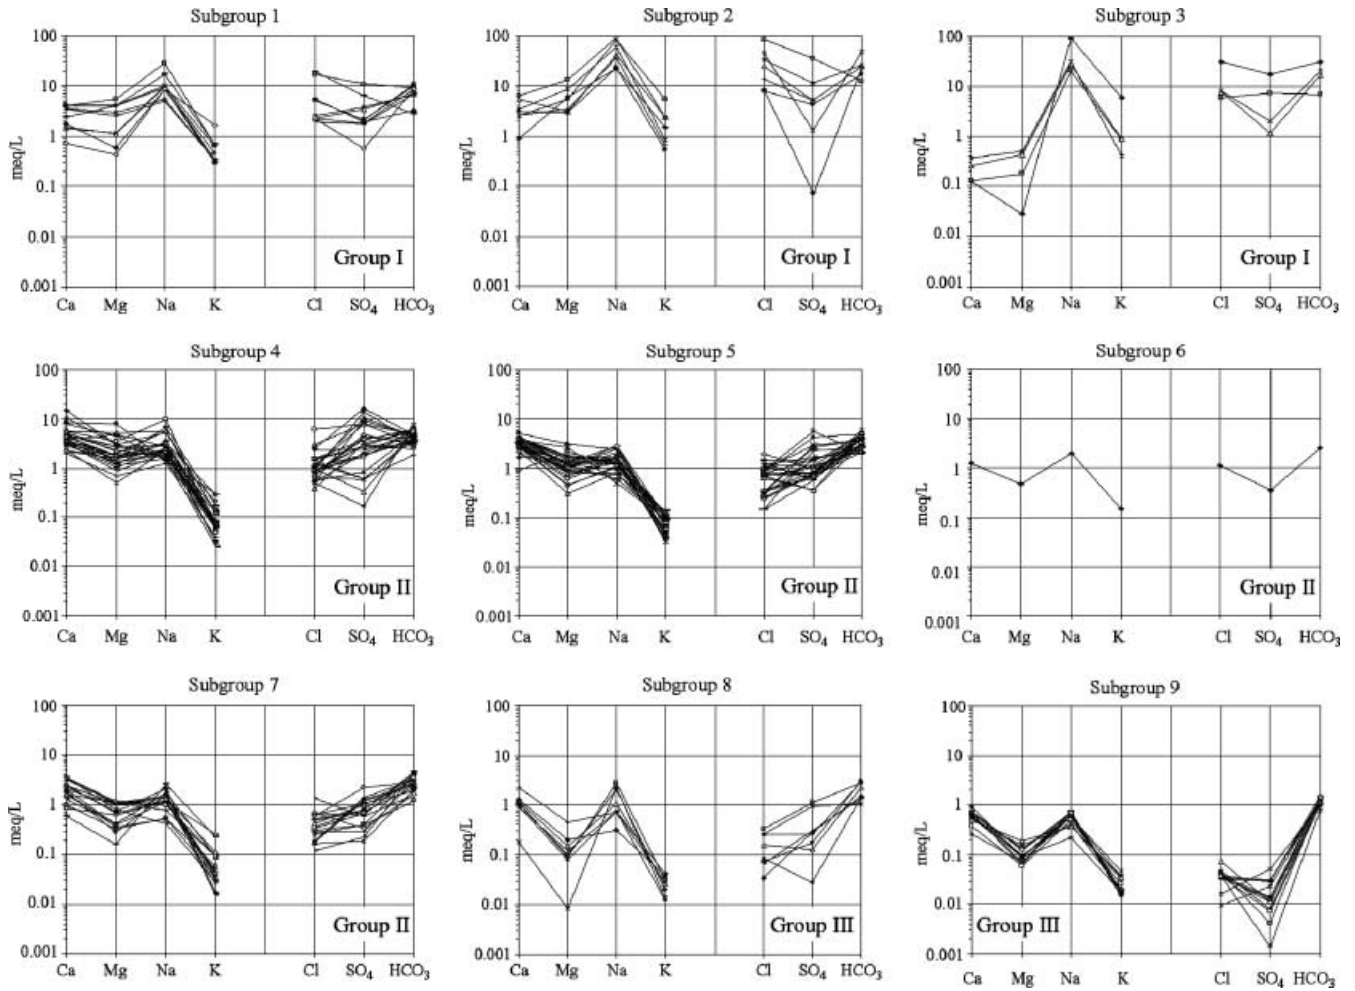 Subgroup 1
100
10
1
0.1
0.01
0.001
meq/L
Group I
Ca Mg Na K Cl SO4 HCO3
Subgroup 2
100
10
1
0.1
0.01
0.001
meq/L
Group I
Ca Mg Na K Cl SO4 HCO3
Subgroup 3
100
10
1
0.1
0.01
0.001
meq/L
Group I
Ca Mg Na K Cl SO4 HCO3
Subgroup 4
100
10
1
0.1
0.01
0.001
meq/L
Group II
Ca Mg Na K Cl SO4 HCO3
Subgroup 5
100
10
1
0.1
0.01
0.001
meq/L
Group II
Ca Mg Na K Cl SO4 HCO3
Subgroup 6
100
10
1
0.1
0.01
0.001
meq/L
Group II
Ca Mg Na K Cl SO4 HCO3
Subgroup 7
100
10
1
0.1
0.01
0.001
meq/L
Group II
Ca Mg Na K Cl SO4 HCO3
Subgroup 8
100
10
1
0.1
0.01
0.001
meq/L
Group III
Ca Mg Na K Cl SO4 HCO3
Subgroup 9
100
10
1
0.1
0.01
0.001
meq/L
Group III
Ca Mg Na K Cl SO4 HCO3